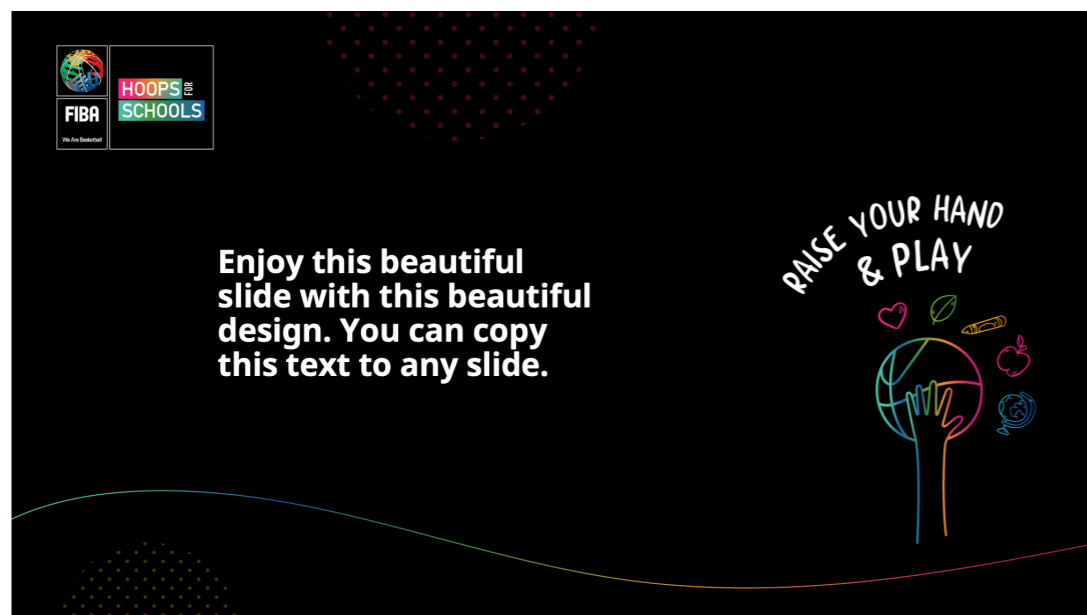 HOOPS FOR
SCHOOLS
FIBA
We Are Basketball
RAISE YOUR HAND
& PLAY
Enjoy this beautiful
slide with this beautiful
design. You can copy
this text to any slide.